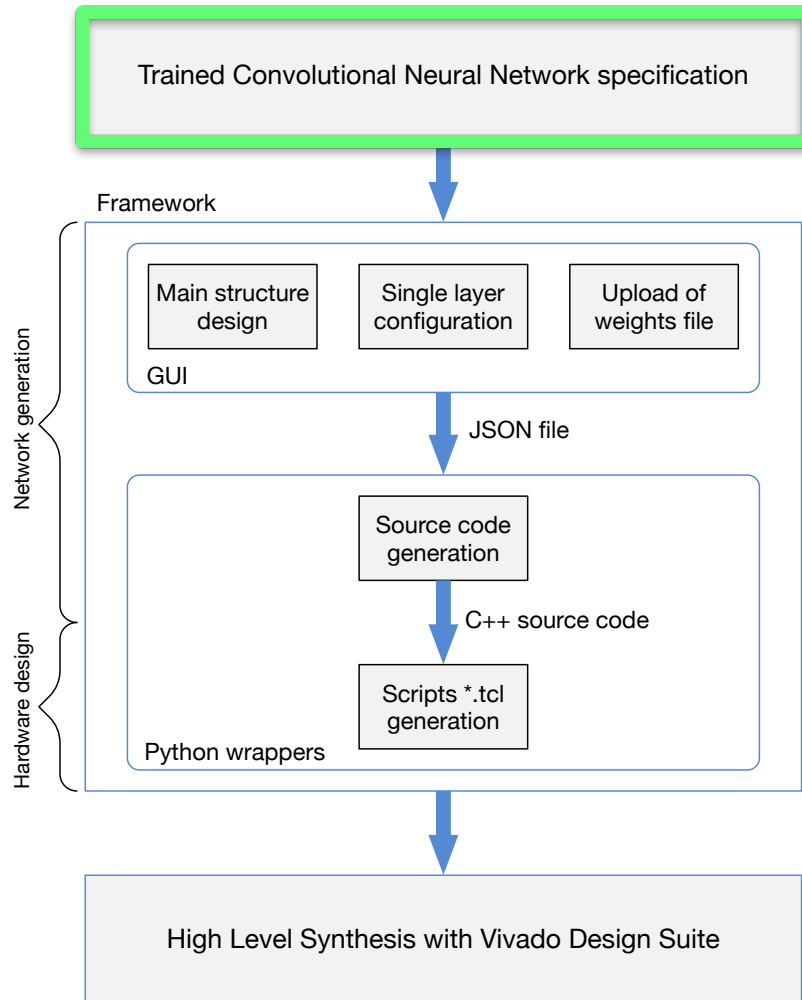 Trained Convolutional Neural Network specification
Framework
Main structure
design
Single layer
configuration
Upload of
weights file
GUI
Network generation
JSON file
Source code
generation
C++ source code
Scripts *.tcl
generation
Python wrappers
Hardware design
High Level Synthesis with Vivado Design Suite